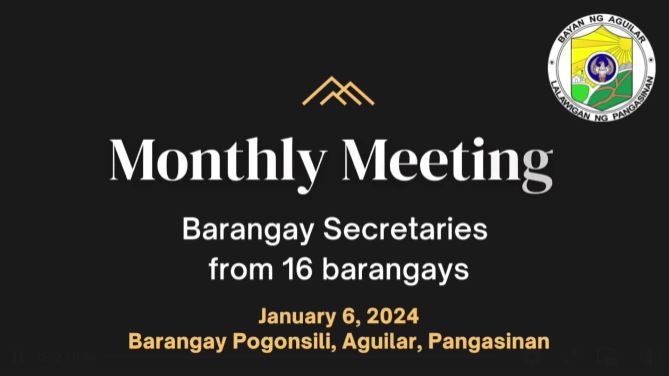 BAYAN NG AGUILAR
LALAWIGAN NG PANGASINAN
Monthly Meeting
Barangay Secretaries
from 16 barangays
January 6, 2024
Barangay Pogonsili, Aguilar, Pangasinan